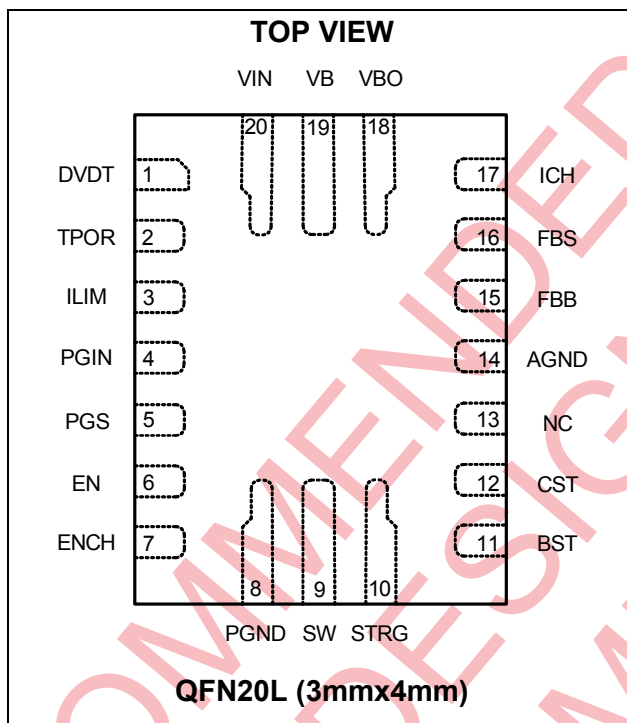 TOP VIEW
VIN VB VBO
20 19 18
DVDT 1 17 ICH
TPOR 2 16 FBS
ILIM 3 15 FBB
PGIN 4 14 AGND
PGS 5 13 NC
EN 6 12 CST
ENCH 7 11 BST
8 9 10
PGND SW STRG
QFN20L (3mmx4mm)